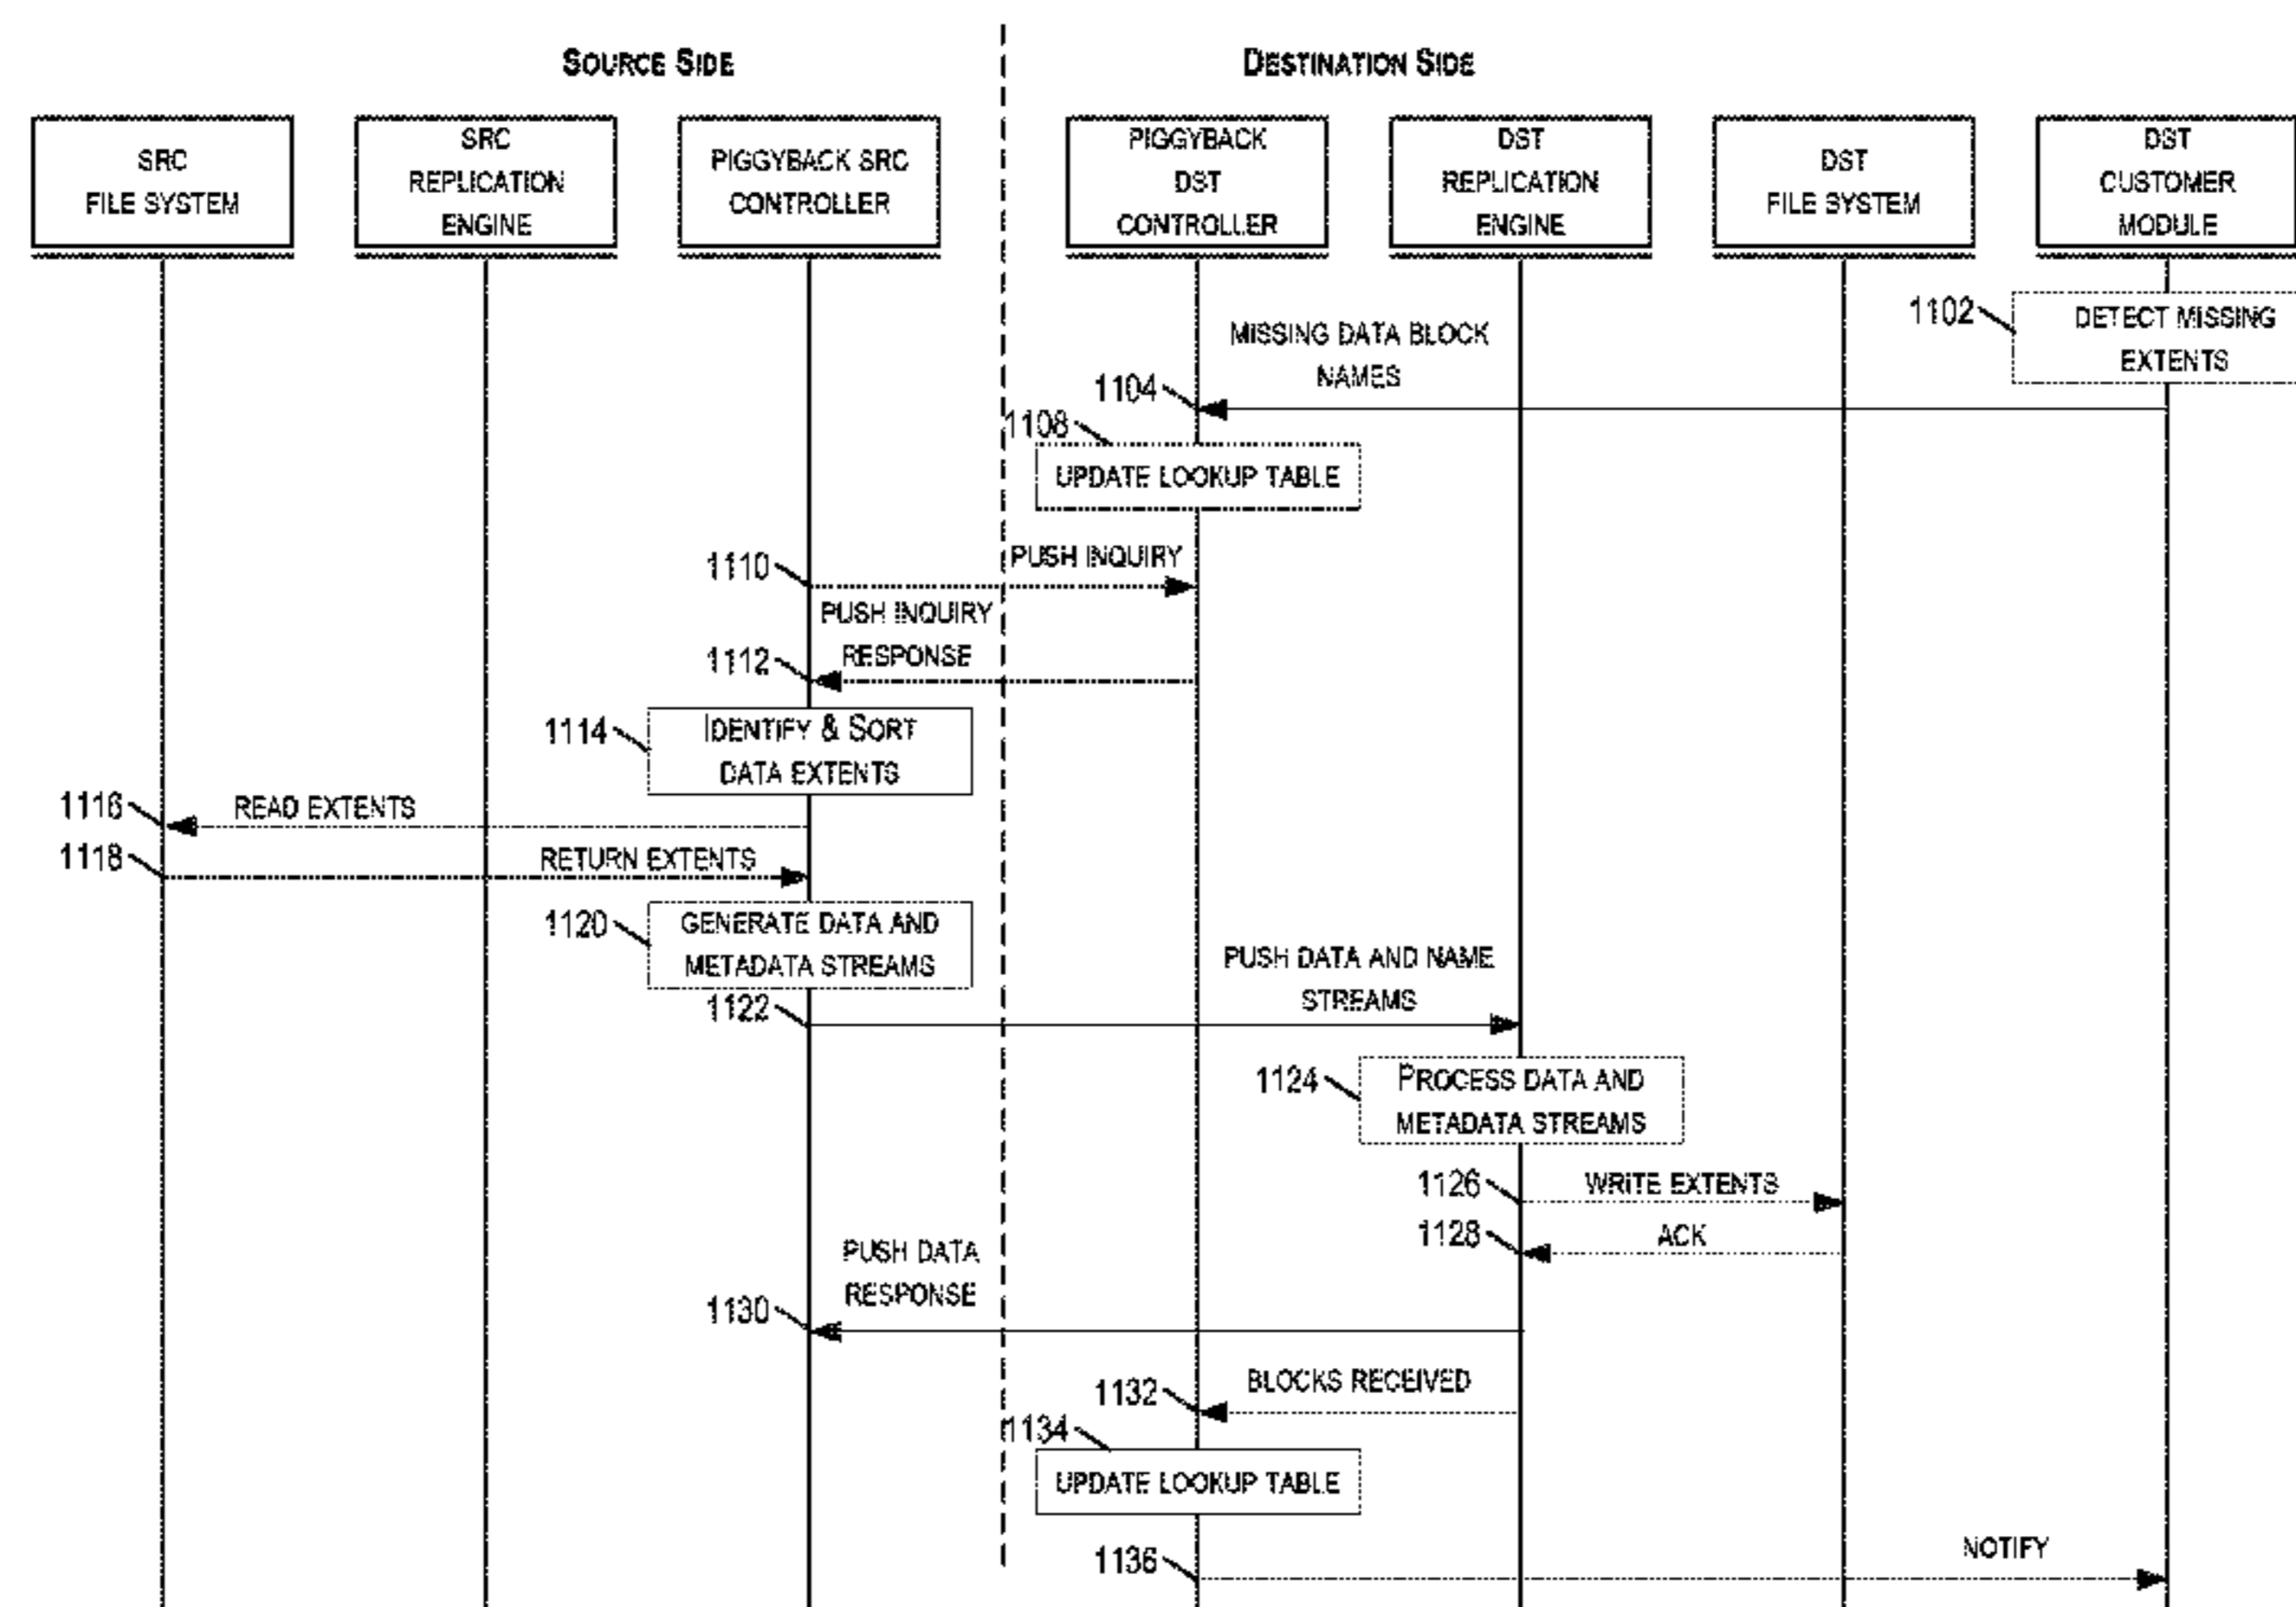 SOURCE SIDE
DESTINATION SIDE
SRC
FILE SYSTEM
SRC
REPLICATION
ENGINE
PIGGYBACK SRC
CONTROLLER
PIGGYBACK
DST
CONTROLLER
DST
REPLICATION
ENGINE
DST
FILE SYSTEM
DST
CUSTOMER
MODULE
1102
DETECT MISSING
EXTENTS
MISSING DATA BLOCK
NAMES
1104
1108
UPDATE LOOKUP TABLE
1110
PUSH INQUIRY
PUSH INQUIRY
RESPONSE
1112
1114
IDENTIFY & SORT
DATA EXTENTS
1116
READ EXTENTS
1118
RETURN EXTENTS
1120
GENERATE DATA AND
METADATA STREAMS
1122
PUSH DATA AND NAME
STREAMS
1124
PROCESS DATA AND
METADATA STREAMS
1126
WRITE EXTENTS
1128
ACK
PUSH DATA
RESPONSE
1130
1132
BLOCKS RECEIVED
1134
UPDATE LOOKUP TABLE
1136
NOTIFY